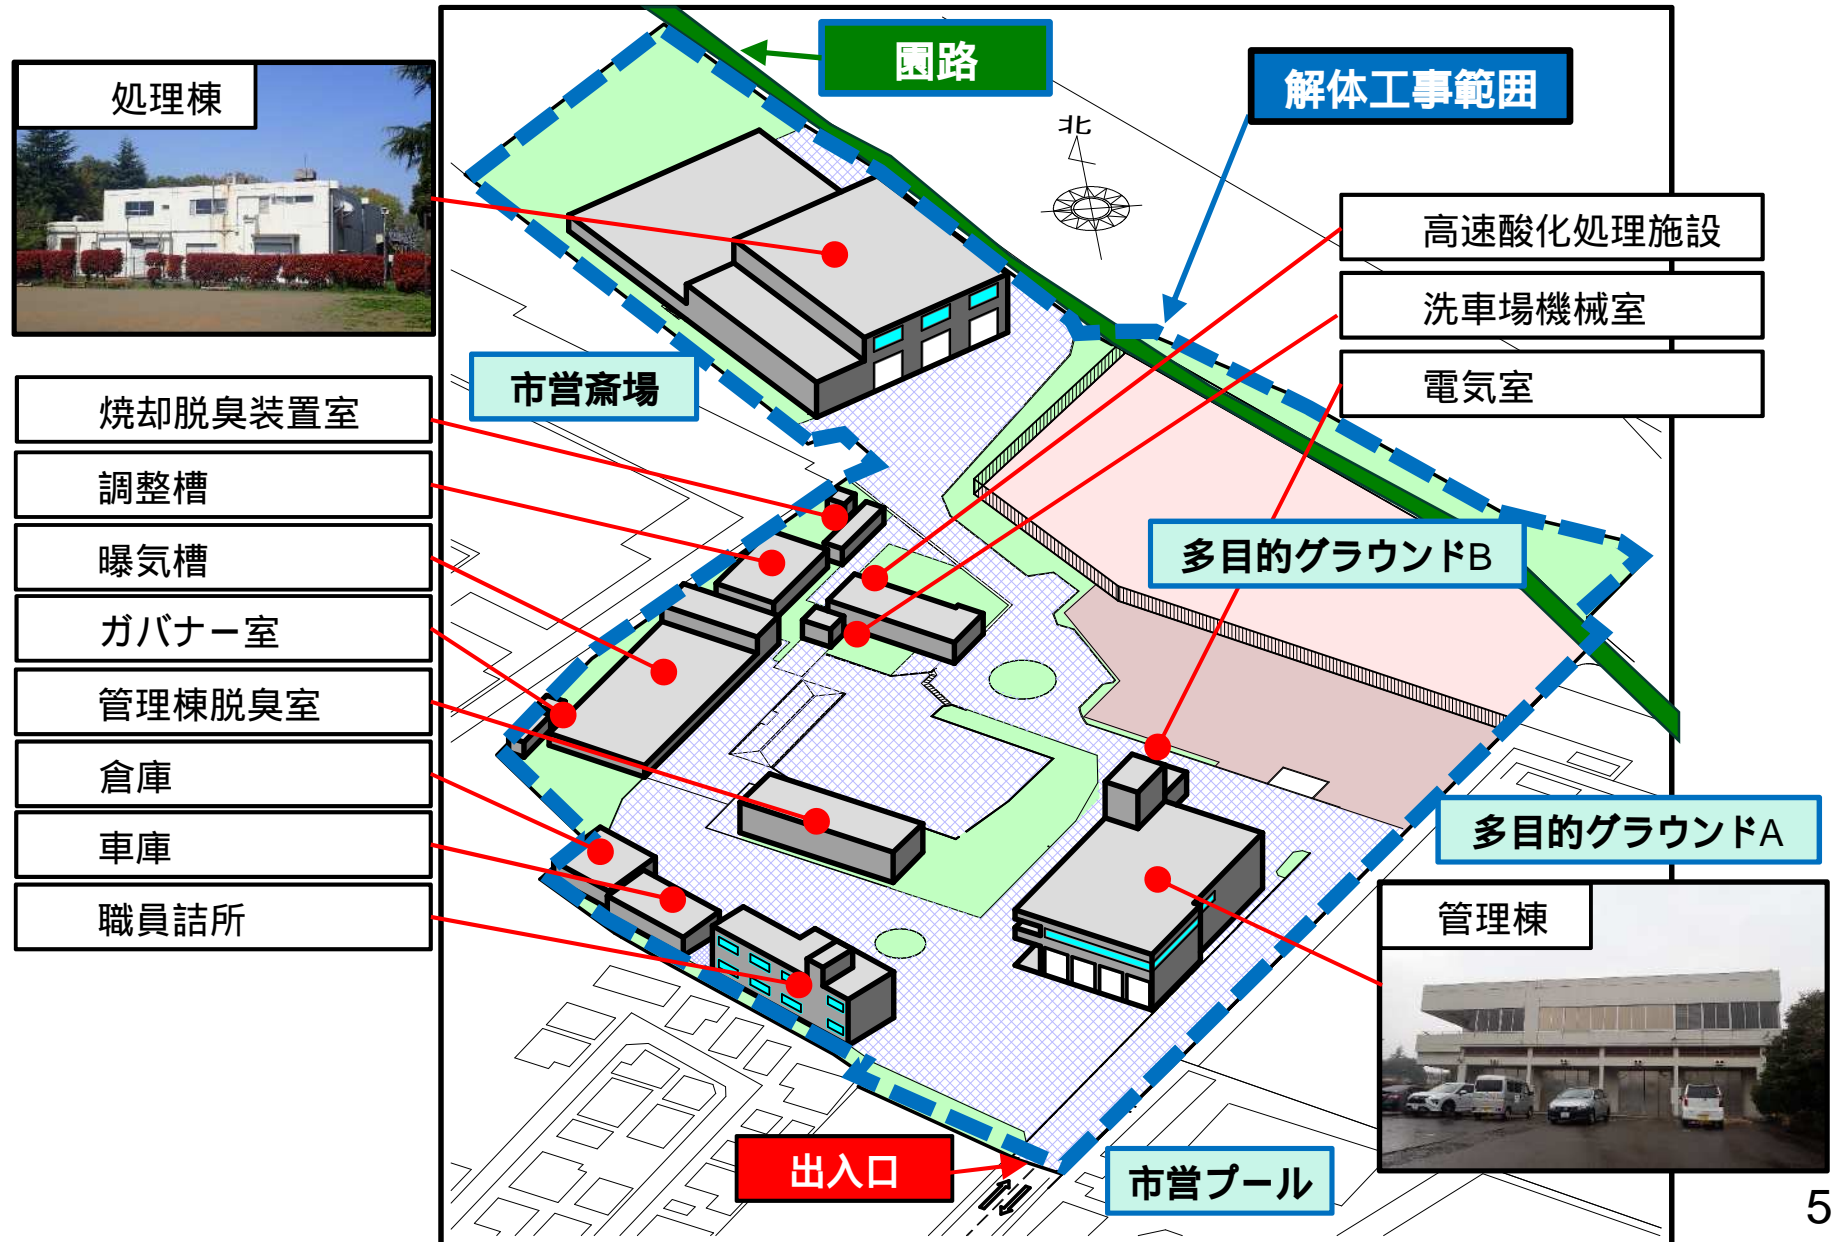 園路
解体工事範囲
処理棟
北
高速酸化処理施設
洗車場機械室
電気室
市営斎場
焼却脱臭装置室
調整槽
曝気槽
ガバナー室
管理棟脱臭室
倉庫
車庫
職員詰所
多目的グラウンドB
多目的グラウンドA
管理棟
出入口
市営プール
5